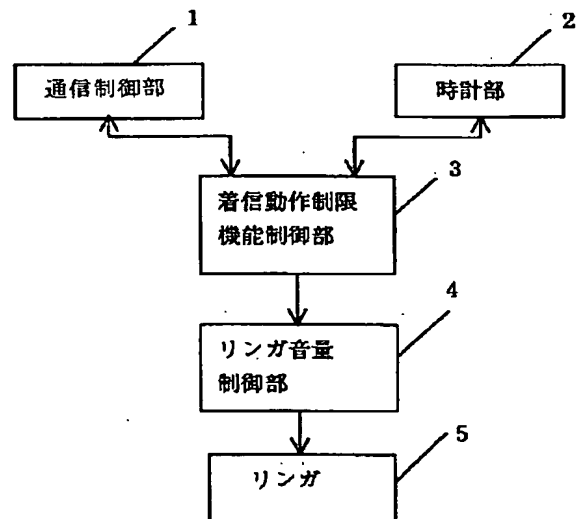 1
2
通信制御部
時計部
3
着信動作制限
機能制御部
4
リンガ音量
制御部
5
リンガ